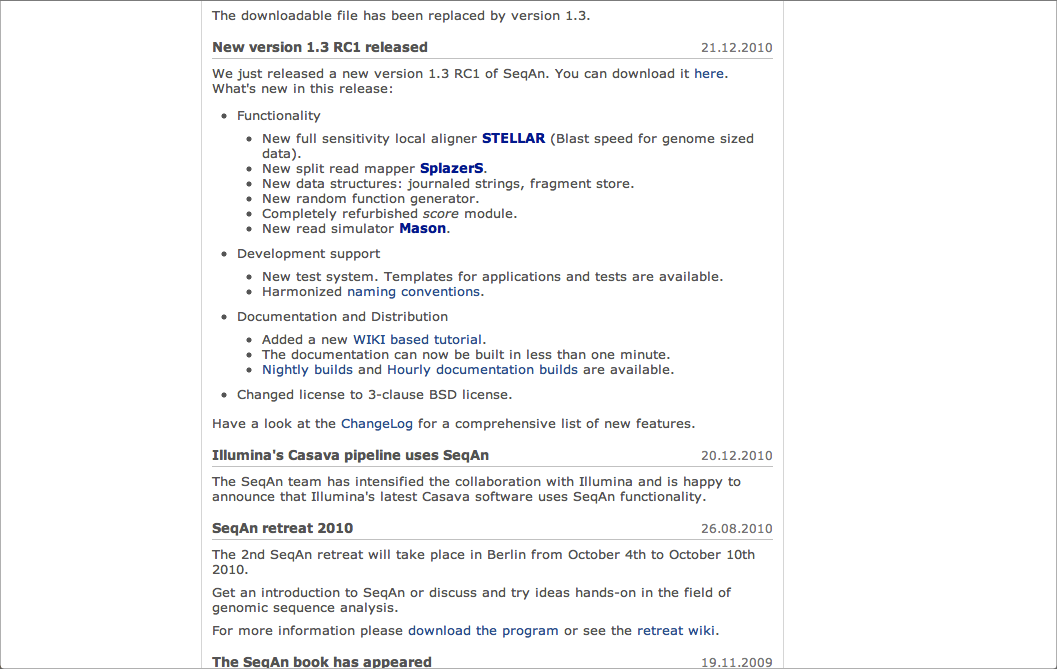 The downloadable file has been replaced by version 1.3.
New version 1.3 RC1 released 21.12.2010
We just released a new version 1.3 RC1 of SeqAn. You can download it here.
What's new in this release:
• Functionality
• New full sensitivity local aligner STELLAR (Blast speed for genome sized
data).
• New split read mapper SplazerS.
• New data structures: journaled strings, fragment store.
• New random function generator.
• Completely refurbished score module.
• New read simulator Mason.
• Development support
• New test system. Templates for applications and tests are available.
• Harmonized naming conventions.
• Documentation and Distribution
• Added a new WIKI based tutorial.
• The documentation can now be built in less than one minute.
• Nightly builds and Hourly documentation builds are available.
• Changed license to 3-clause BSD license.
Have a look at the ChangeLog for a comprehensive list of new features.
Illumina's Casava pipeline uses SeqAn 20.12.2010
The SeqAn team has intensified the collaboration with Illumina and is happy to
announce that Illumina's latest Casava software uses SeqAn functionality.
SeqAn retreat 2010 26.08.2010
The 2nd SeqAn retreat will take place in Berlin from October 4th to October 10th
2010.
Get an introduction to SeqAn or discuss and try ideas hands-on in the field of
genomic sequence analysis.
For more information please download the program or see the retreat wiki.
The SeqAn book has appeared 19.11.2009